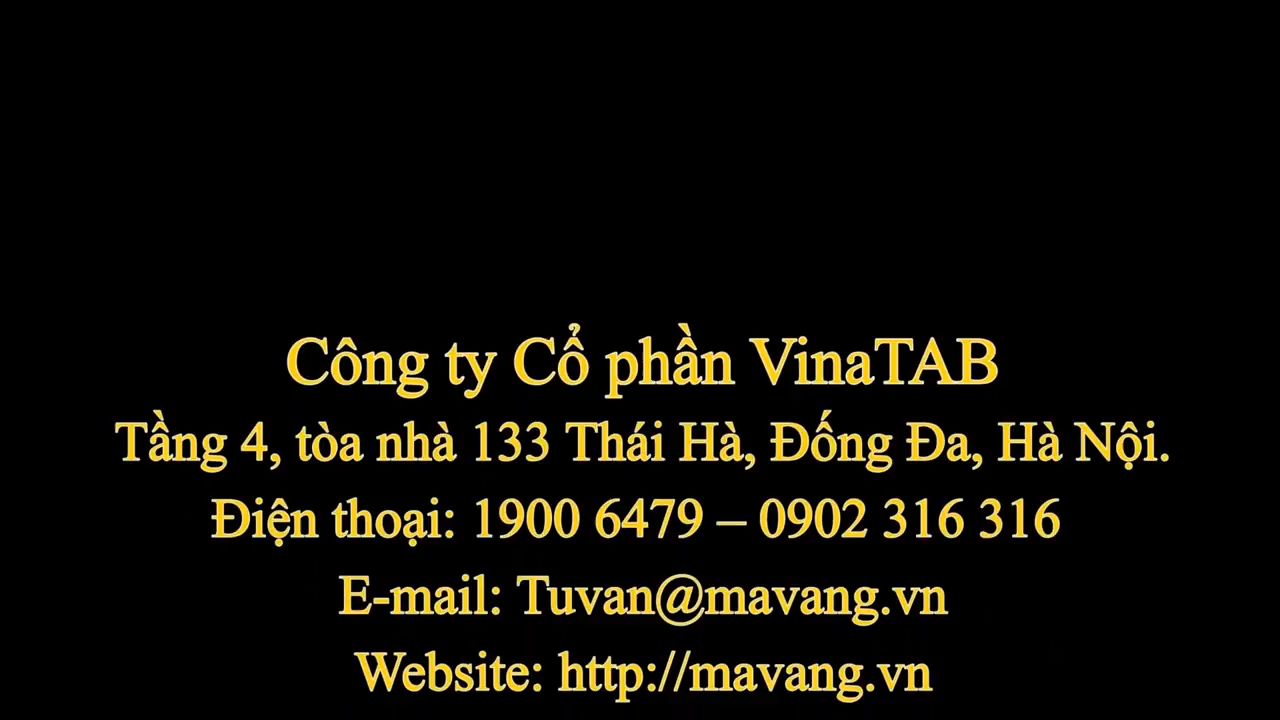 Công ty Cổ phần VinaTAB
Tầng 4, tòa nhà 133 Thái Hà, Đống Đa, Hà Nội.
Điện thoại: 1900 6479 – 0902 316 316
E-mail: Tuvan@mavang.vn
Website: http://mavang.vn